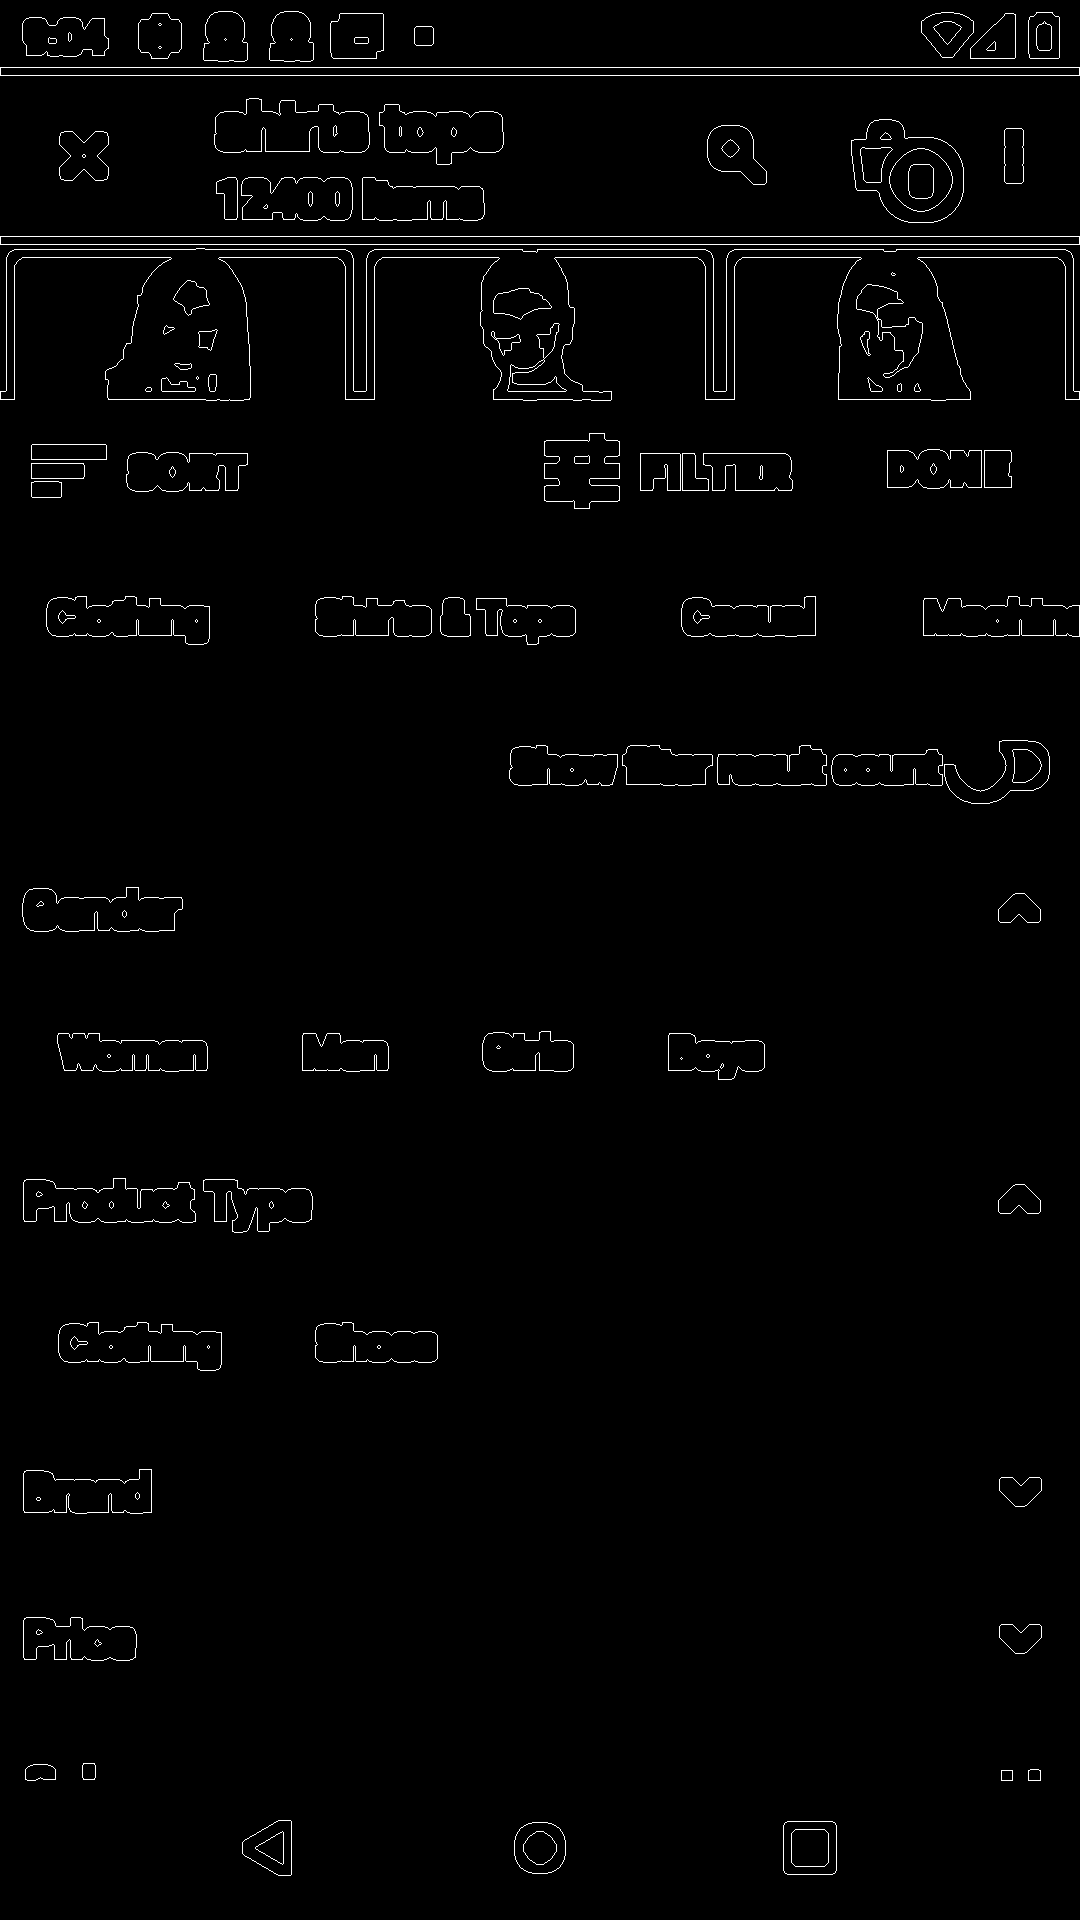 9:04
shirts tops
12400 items
SORT FILTER DONE
Clothing Shirts & Tops Casual Machine
Show filter result count
Gender
Women Men Girls Boys
Product Type
Clothing Shoes
Brand
Price